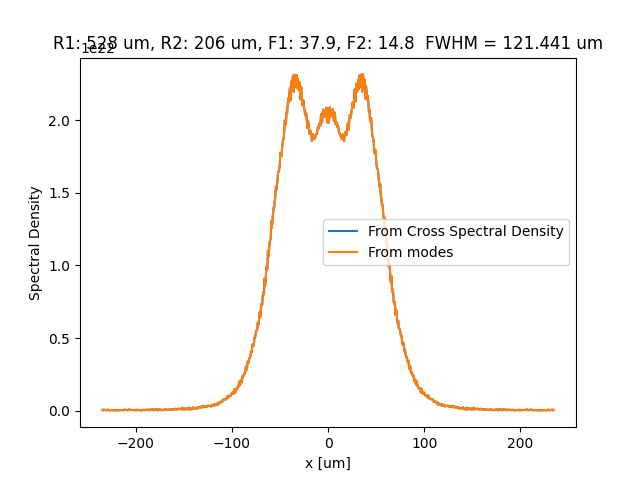 R1: 528 um, R2: 206 um, F1: 37.9, F2: 14.8  FWHM = 121.441 um
1e22
2.0
1.5
1.0
0.5
0.0
Spectral Density
From Cross Spectral Density
From modes
−200 −100 0 100 200
x [um]